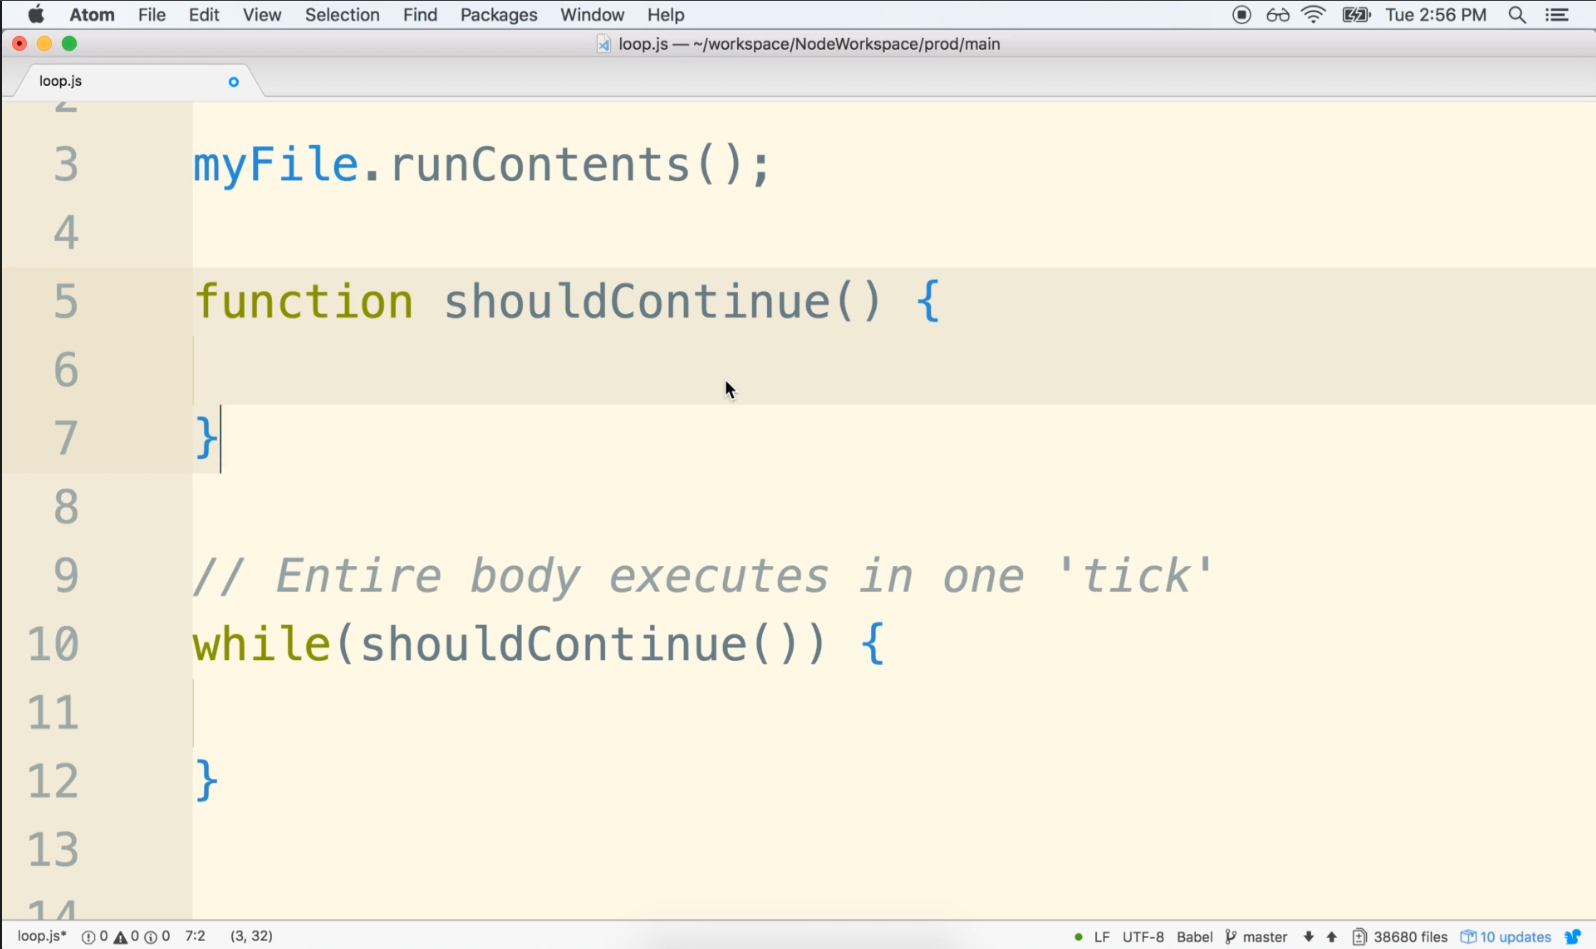 Atom File Edit View Selection Find Packages Window Help Tue 2:56 PM
loop.js — ~/workspace/NodeWorkspace/prod/main
loop.js
2
3 myFile.runContents();
4
5 function shouldContinue() {
6
7 }
8
9 // Entire body executes in one 'tick'
10 while(shouldContinue()) {
11
12 }
13
14
loop.js* 0 0 0 7:2 (3, 32) LF UTF-8 Babel master 38680 files 10 updates